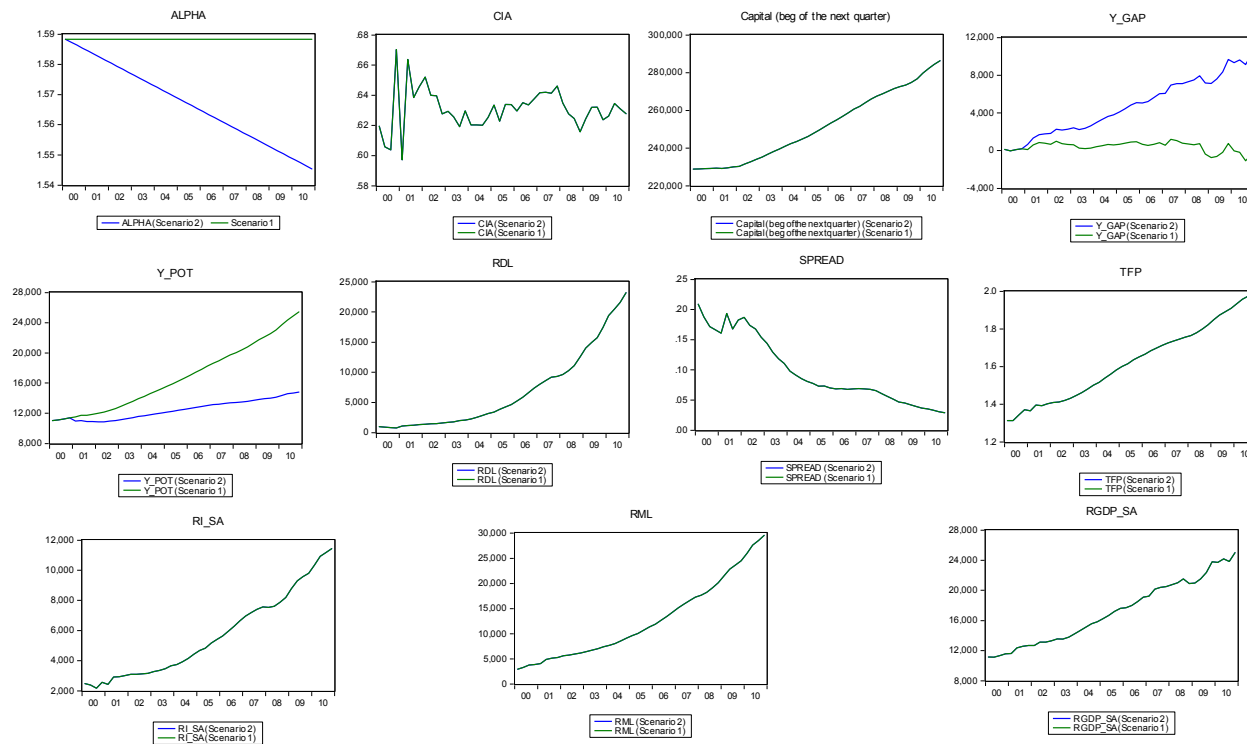 ALPHA
1.59
1.58
1.57
1.56
1.55
1.54
00 01 02 03 04 05 06 07 08 09 10
ALPHA (Scenario 2) Scenario 1
CIA
.68
.66
.64
.62
.60
.58
00 01 02 03 04 05 06 07 08 09 10
CIA (Scenario 2)
CIA (Scenario 1)
Capital (beg of the next quarter)
300,000
280,000
260,000
240,000
220,000
00 01 02 03 04 05 06 07 08 09 10
Capital (beg of the next quarter) (Scenario 2)
Capital (beg of the next quarter) (Scenario 1)
Y_GAP
12,000
8,000
4,000
0
-4,000
00 01 02 03 04 05 06 07 08 09 10
Y_GAP (Scenario 2)
Y_GAP (Scenario 1)
Y_POT
28,000
24,000
20,000
16,000
12,000
8,000
00 01 02 03 04 05 06 07 08 09 10
Y_POT (Scenario 2)
Y_POT (Scenario 1)
RDL
25,000
20,000
15,000
10,000
5,000
0
00 01 02 03 04 05 06 07 08 09 10
RDL (Scenario 2)
RDL (Scenario 1)
SPREAD
.25
.20
.15
.10
.05
.00
00 01 02 03 04 05 06 07 08 09 10
SPREAD (Scenario 2)
SPREAD (Scenario 1)
TFP
2.0
1.8
1.6
1.4
1.2
00 01 02 03 04 05 06 07 08 09 10
TFP (Scenario 2)
TFP (Scenario 1)
RI_SA
12,000
10,000
8,000
6,000
4,000
2,000
00 01 02 03 04 05 06 07 08 09 10
RI_SA (Scenario 2)
RI_SA (Scenario 1)
RML
30,000
25,000
20,000
15,000
10,000
5,000
0
00 01 02 03 04 05 06 07 08 09 10
RML (Scenario 2)
RML (Scenario 1)
RGDP_SA
28,000
24,000
20,000
16,000
12,000
8,000
00 01 02 03 04 05 06 07 08 09 10
RGDP_SA (Scenario 2)
RGDP_SA (Scenario 1)